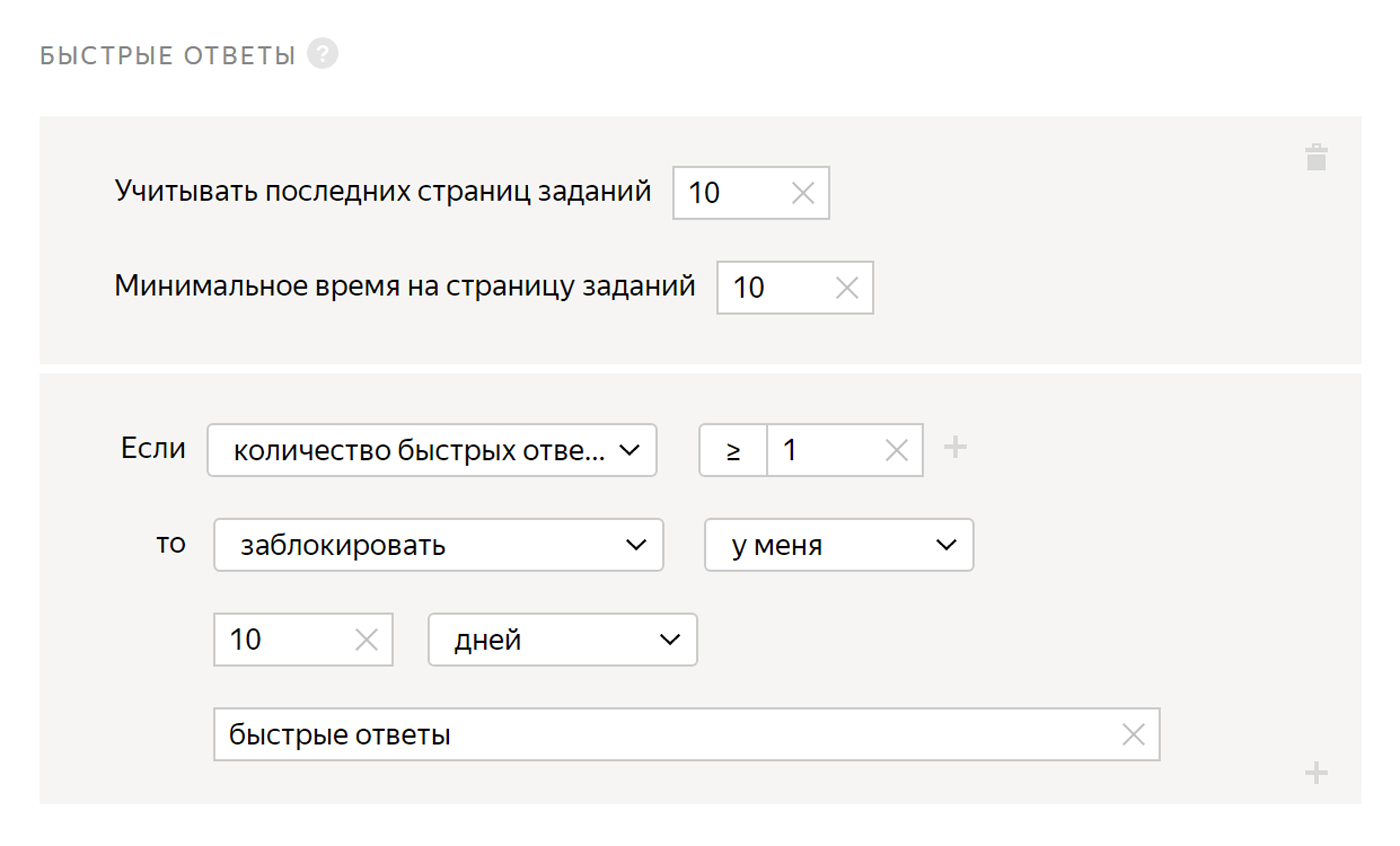 БЫСТРЫЕ ОТВЕТЫ ?
Учитывать последних страниц заданий 10
Минимальное время на страницу заданий 10
Если количество быстрых отве... ≥ 1
то заблокировать у меня
10 дней
быстрые ответы